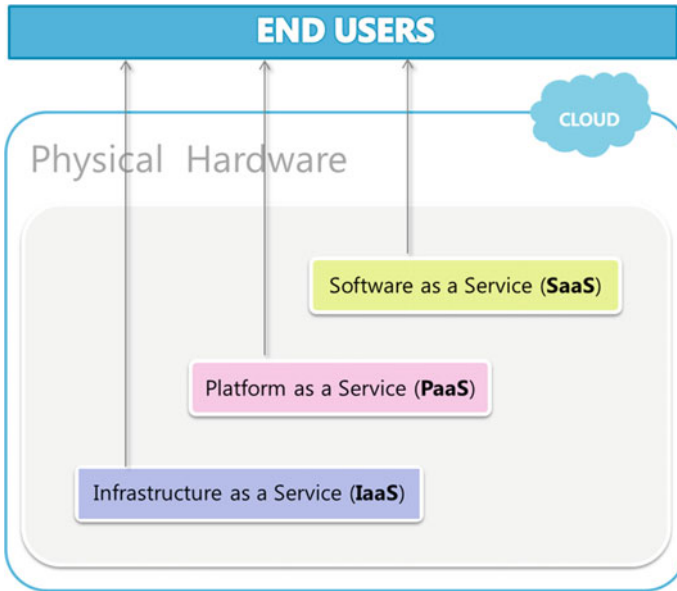 END USERS
CLOUD
Physical Hardware
Software as a Service (SaaS)
Platform as a Service (PaaS)
Infrastructure as a Service (IaaS)